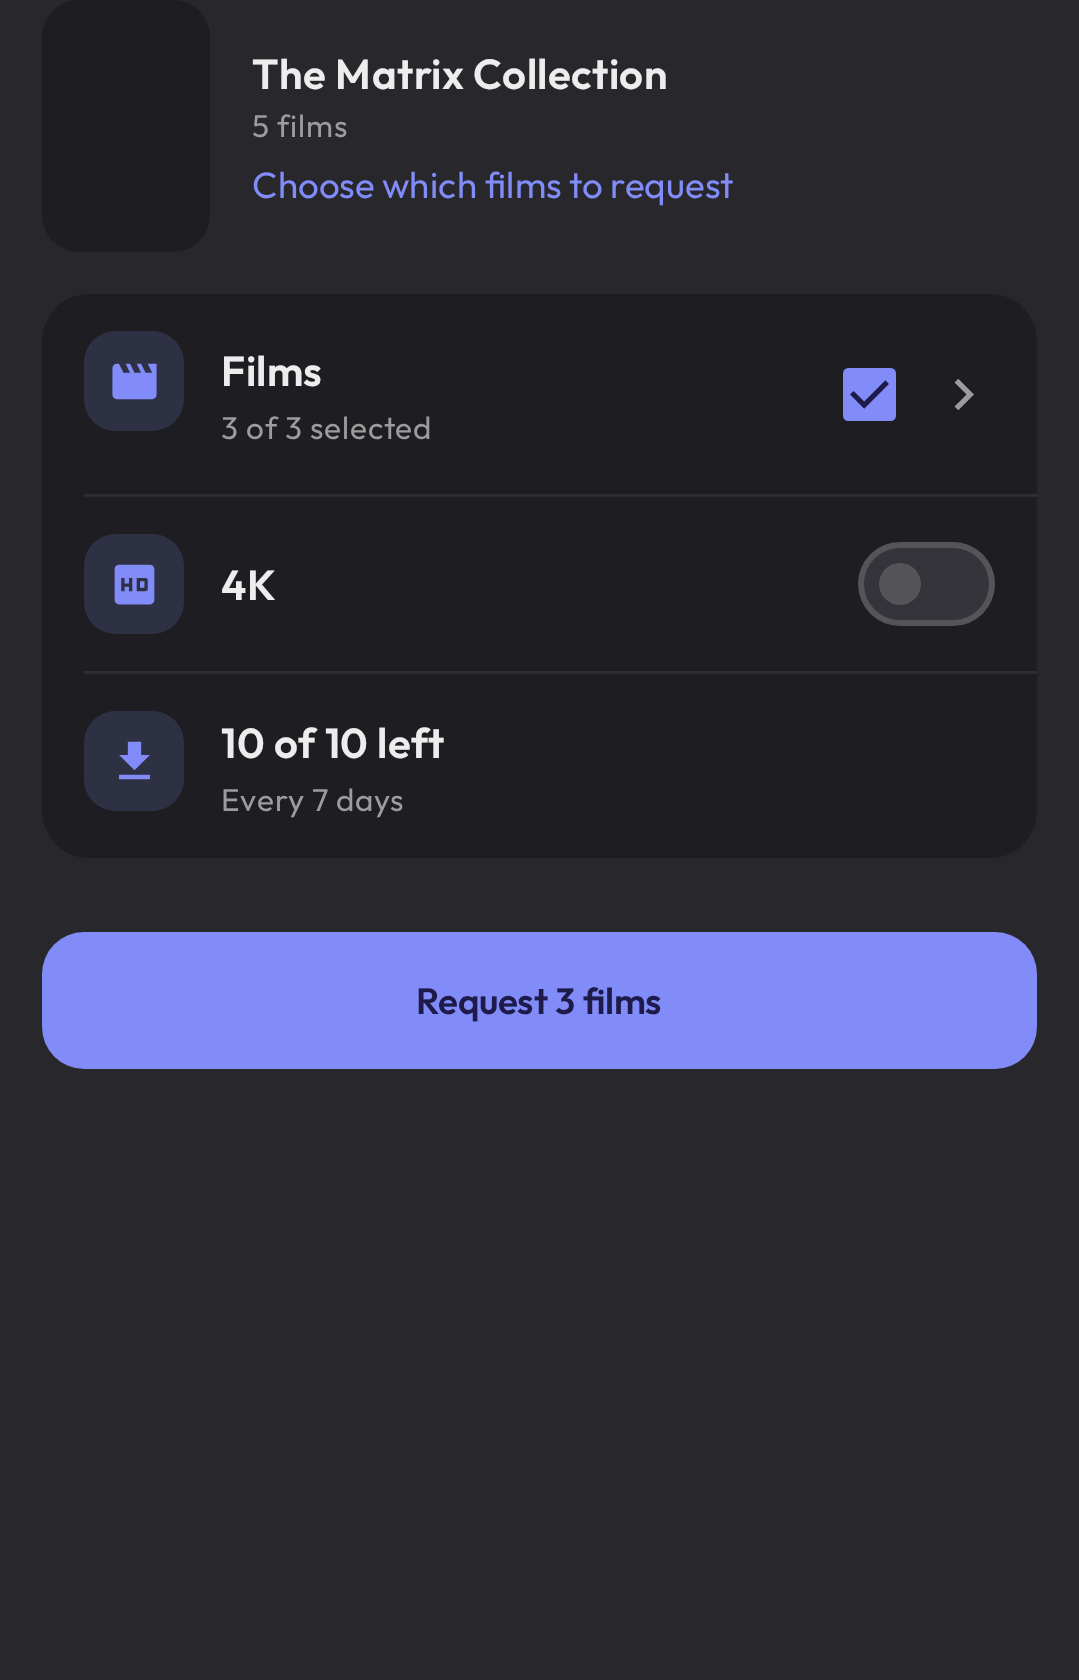 The Matrix Collection
5 films
Choose which films to request
Films
3 of 3 selected
HD
4K
10 of 10 left
Every 7 days
Request 3 films